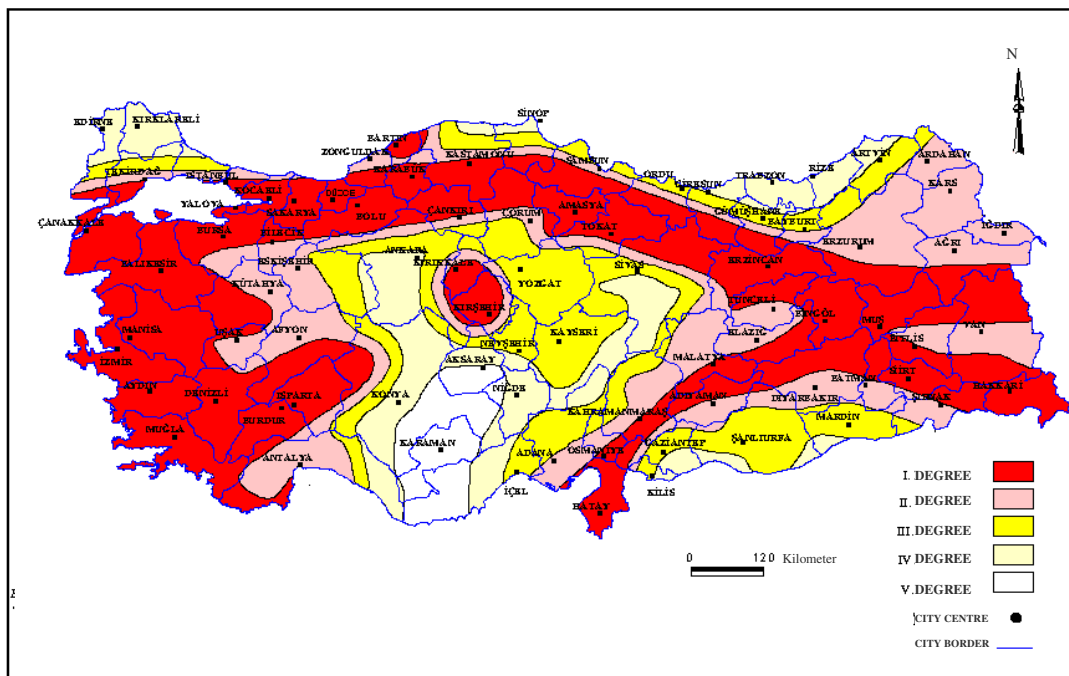 N
SİNOP
EDİRNE
KIRKLARELİ
BARTIN
ZONGULDAK
KASTAMONU
KARABUK
SAMSUN
ARTVİN
ARDAHAN
TEKİRDAĞ
İSTANBUL
KOCAELİ
DÜZCE
ORDU
GİRESUN
TRABZON
RİZE
KARS
YALOVA
SAKARYA
BOLU
ÇANKIRI
ÇORUM
AMASYA
GÜMÜŞHANE
BAYBURT
ÇANAKKALE
BURSA
BİLECİK
TOKAT
ERZURUM
AĞRI
IĞDIR
BALIKESİR
ESKİŞEHİR
ANKARA
KIRIKKALE
SİVAS
ERZİNCAN
KÜTAHYA
YOZGAT
KIRŞEHİR
TUNCELİ
BİNGÖL
MUŞ
VAN
MANİSA
UŞAK
AFYON
NEVŞEHİR
KAYSERİ
ELAZIĞ
BİTLİS
İZMİR
AKSARAY
MALATYA
SİİRT
AYDIN
DENİZLİ
ISPARTA
KONYA
NİĞDE
ADIYAMAN
DIYARBAKIR
BATMAN
HAKKARİ
BURDUR
KAHRAMANMARAŞ
MARDİN
ŞIRNAK
MUĞLA
KARAMAN
GAZİANTEP
ŞANLIURFA
ANTALYA
ADANA
OSMANİYE
İÇEL
KİLİS
HATAY
I. DEGREE
II. DEGREE
III. DEGREE
IV DEGREE
V. DEGREE
0 120 Kilometer
CITY CENTRE
CITY BORDER